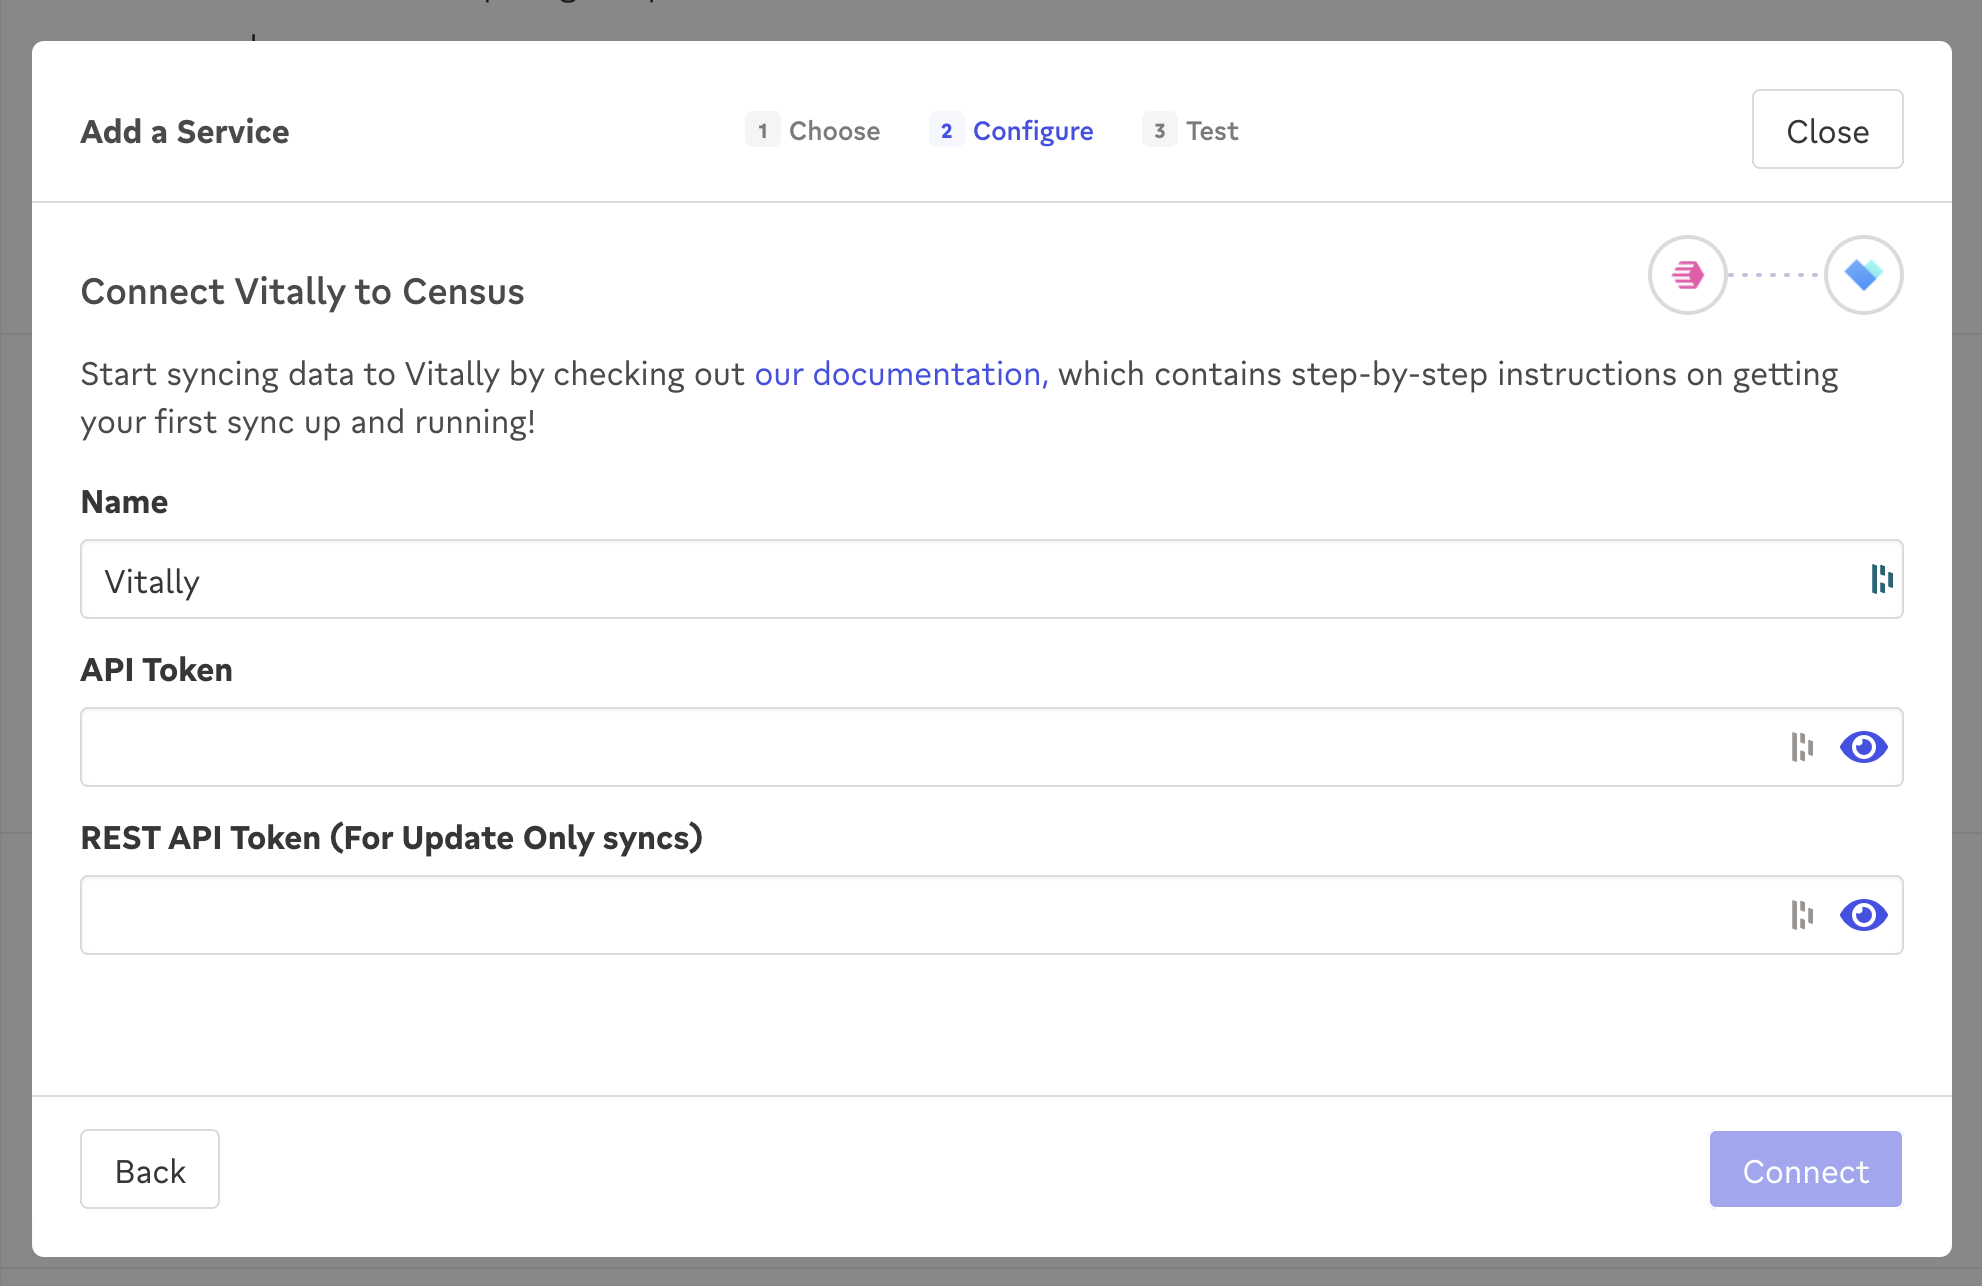 Add a Service
1 Choose
2 Configure
3 Test
Close
Connect Vitally to Census
Start syncing data to Vitally by checking out our documentation, which contains step-by-step instructions on getting
your first sync up and running!
Name
Vitally
API Token
REST API Token (For Update Only syncs)
Back
Connect